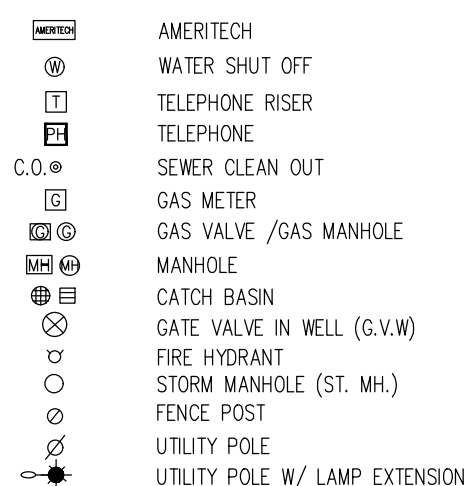 AMERITECH AMERITECH
W WATER SHUT OFF
T TELEPHONE RISER
PH TELEPHONE
C.O. SEWER CLEAN OUT
G GAS METER
G G GAS VALVE /GAS MANHOLE
MH MH MANHOLE
CATCH BASIN
GATE VALVE IN WELL (G.V.W)
FIRE HYDRANT
STORM MANHOLE (ST. MH.)
FENCE POST
UTILITY POLE
UTILITY POLE W/ LAMP EXTENSION